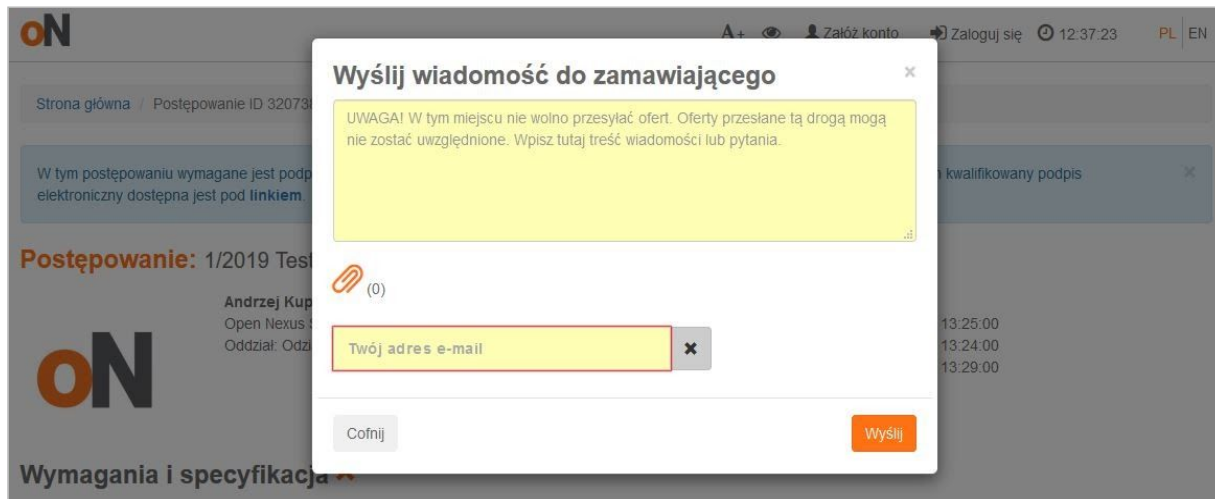 oN
A+ Załóż konto Zaloguj się 12:37:23 PL EN
Wyślij wiadomość do zamawiającego ×
Strona główna / Postępowanie ID 320738
UWAGA! W tym miejscu nie wolno przesyłać ofert. Oferty przesłane tą drogą mogą
nie zostać uwzględnione. Wpisz tutaj treść wiadomości lub pytania.
W tym postępowaniu wymagane jest podp kwalifikowany podpis ×
elektroniczny dostępna jest pod linkiem.
Postępowanie: 1/2019 Test
(0)
Andrzej Kup
Open Nexus S 13:25:00
Oddział: Odzi 13:24:00
13:29:00
oN
Twój adres e-mail
Cofnij Wyślij
Wymagania i specyfikacja